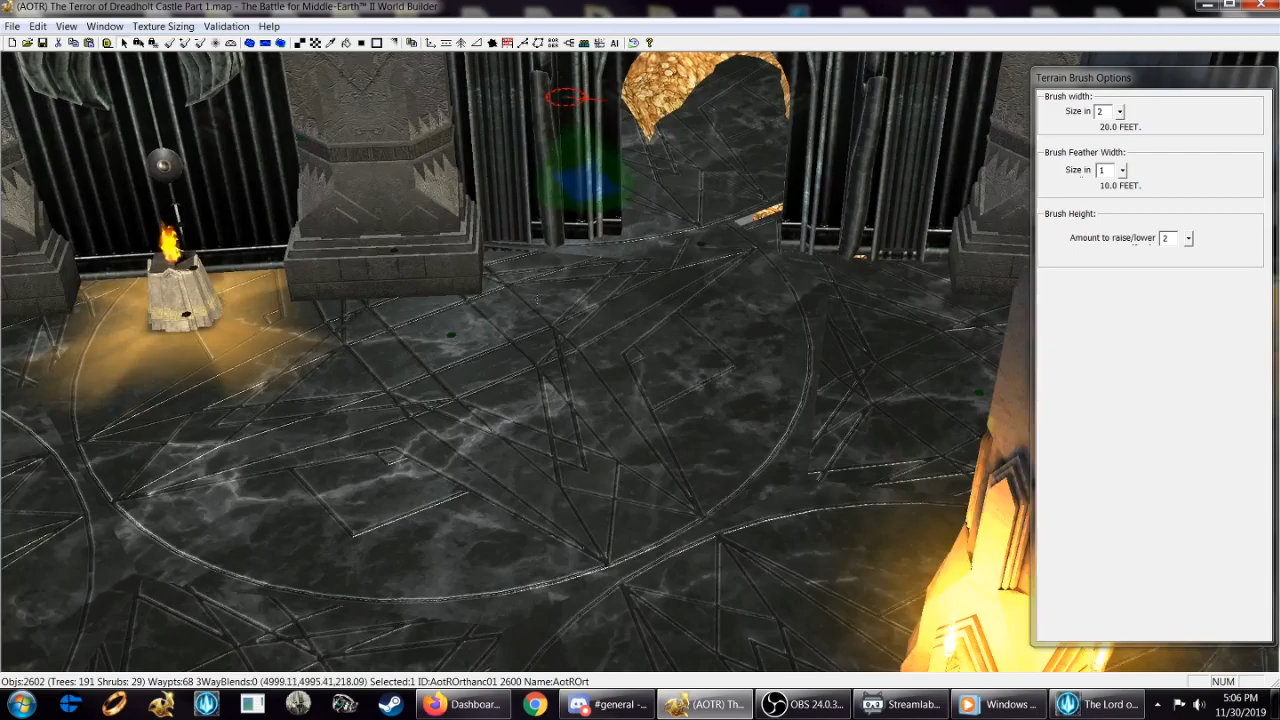 (AOTR) The Terror of Dreadholt Castle Part 1.map - The Battle for Middle-Earth™ II World Builder
File Edit View Window Texture Sizing Validation Help
AI
Terrain Brush Options
Brush width:
Size in 2
20.0 FEET.
Brush Feather Width:
Size in 1
10.0 FEET.
Brush Height:
Amount to raise/lower 2
Objs:2602 (Trees: 191 Shrubs: 29) Waypts:68 3WayBlends:0 (4999.11,4995.41,218.09) Selected:1 ID:AotROrthanc01 2600 Name:AotROrt
NUM
Dashboar...
#general -...
(AOTR) Th...
OBS 24.0.3...
Streamlab...
Windows ...
The Lord o...
5:06 PM
11/30/2019